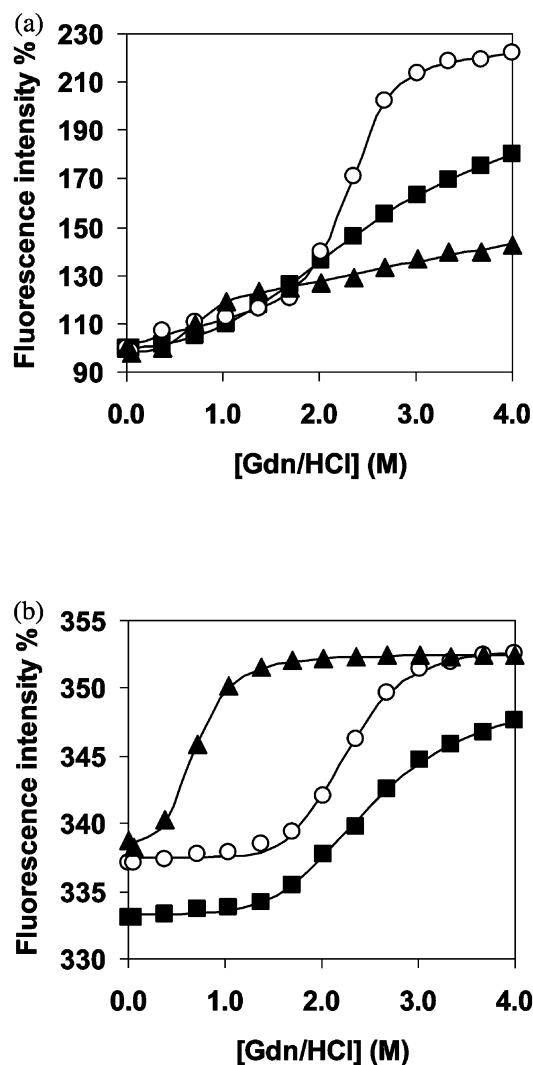 (a)
Fluorescence intensity %
230
210
190
170
150
130
110
90
0.0 1.0 2.0 3.0 4.0
[Gdn/HCl] (M)
(b)
Fluorescence intensity %
355
350
345
340
335
330
0.0 1.0 2.0 3.0 4.0
[Gdn/HCl] (M)